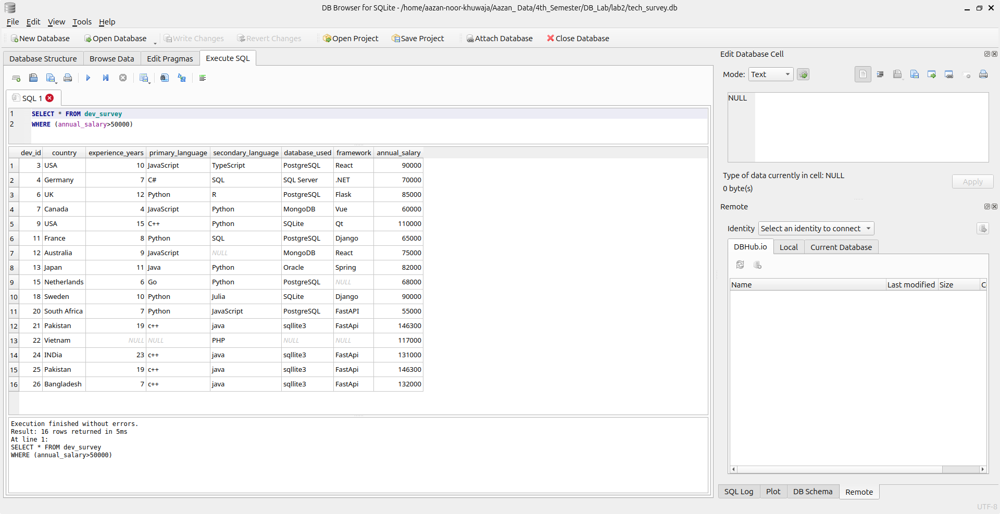 DB Browser for SQLite - /home/aazan-noor-khuwaja/Aazan_ Data/4th_Semester/DB_Lab/lab2/tech_survey.db
File Edit View Tools Help
New Database Open Database Write Changes Revert Changes Open Project Save Project Attach Database Close Database
Database Structure Browse Data Edit Pragmas Execute SQL
SQL 1
1 SELECT * FROM dev_survey
2 WHERE (annual_salary>50000)
dev_id country experience_years primary_language secondary_language database_used framework annual_salary
1 3 USA 10 JavaScript TypeScript PostgreSQL React 90000
2 4 Germany 7 C# SQL SQL Server .NET 70000
3 6 UK 12 Python R PostgreSQL Flask 85000
4 7 Canada 4 JavaScript Python MongoDB Vue 60000
5 9 USA 15 C++ Python SQLite Qt 110000
6 11 France 8 Python SQL PostgreSQL Django 65000
7 12 Australia 9 JavaScript NULL MongoDB React 75000
8 13 Japan 11 Java Python Oracle Spring 82000
9 15 Netherlands 6 Go Python PostgreSQL NULL 68000
10 18 Sweden 10 Python Julia SQLite Django 90000
11 20 South Africa 7 Python JavaScript PostgreSQL FastAPI 55000
12 21 Pakistan 19 c++ java sqllite3 FastApi 146300
13 22 Vietnam NULL NULL PHP NULL NULL 117000
14 24 INDia 23 c++ java sqllite3 FastApi 131000
15 25 Pakistan 19 c++ java sqllite3 FastApi 146300
16 26 Bangladesh 7 c++ java sqllite3 FastApi 132000
Execution finished without errors.
Result: 16 rows returned in 5ms
At line 1:
SELECT * FROM dev_survey
WHERE (annual_salary>50000)
Edit Database Cell
Mode: Text
NULL
Type of data currently in cell: NULL
0 byte(s)
Apply
Remote
Identity Select an identity to connect
DBHub.io Local Current Database
Name Last modified Size C
SQL Log Plot DB Schema Remote
UTF-8